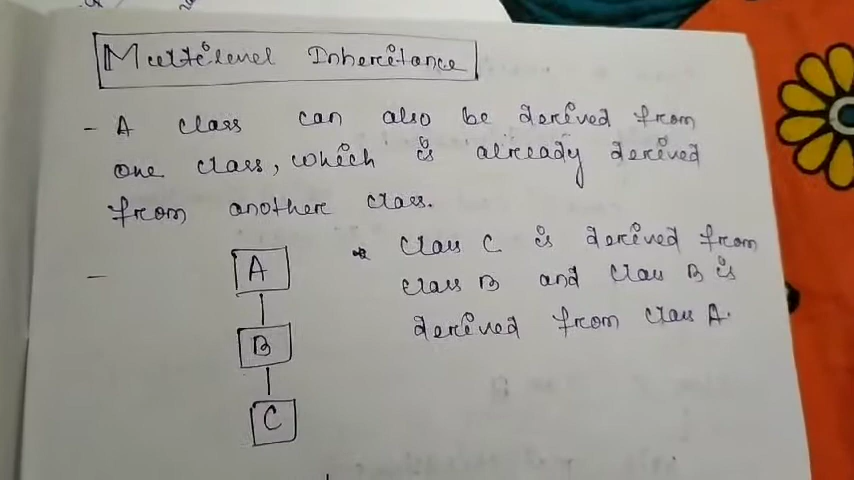 Multilevel Inheritance
- A class can also be derived from
one class, which is already derived
from another class.
-
A
B
C
* class C is derived from
class B and class B is
derived from class A.